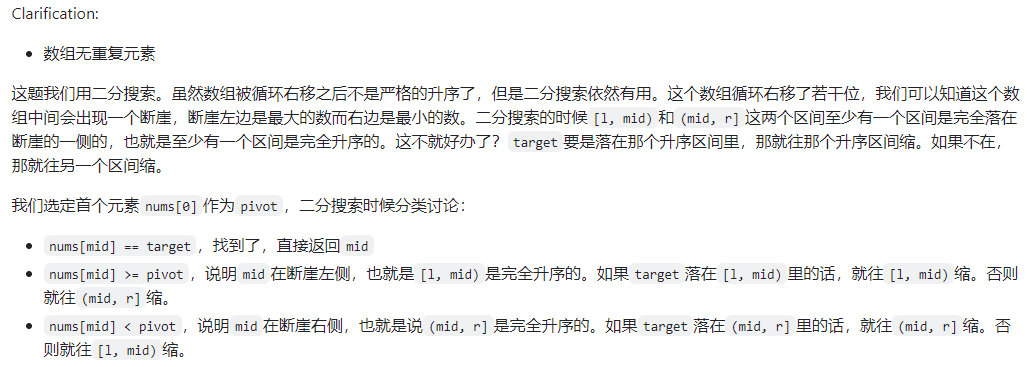 Clarification:
数组无重复元素
这题我们用二分搜索。虽然数组被循环右移之后不是严格的升序了，但是二分搜索依然有用。这个数组循环右移了若干位，我们可以知道这个数
组中间会出现一个断崖，断崖左边是最大的数而右边是最小的数。二分搜索的时候 [l, mid) 和 (mid, r] 这两个区间至少有一个区间是完全落在
断崖的一侧的，也就是至少有一个区间是完全升序的。这不就好办了？ target 要是落在那个升序区间里，那就往那个升序区间缩。如果不在，
那就往另一个区间缩。
我们选定首个元素 nums[0] 作为 pivot ，二分搜索时候分类讨论：
nums[mid] == target ，找到了，直接返回 mid
nums[mid] >= pivot ，说明 mid 在断崖左侧，也就是 [l, mid) 是完全升序的。如果 target 落在 [l, mid) 里的话，就往 [l, mid) 缩。否则
就往 (mid, r] 缩。
nums[mid] < pivot ，说明 mid 在断崖右侧，也就是说 (mid, r] 是完全升序的。如果 target 落在 (mid, r] 里的话，就往 (mid, r] 缩。否
则就往 [l, mid) 缩。